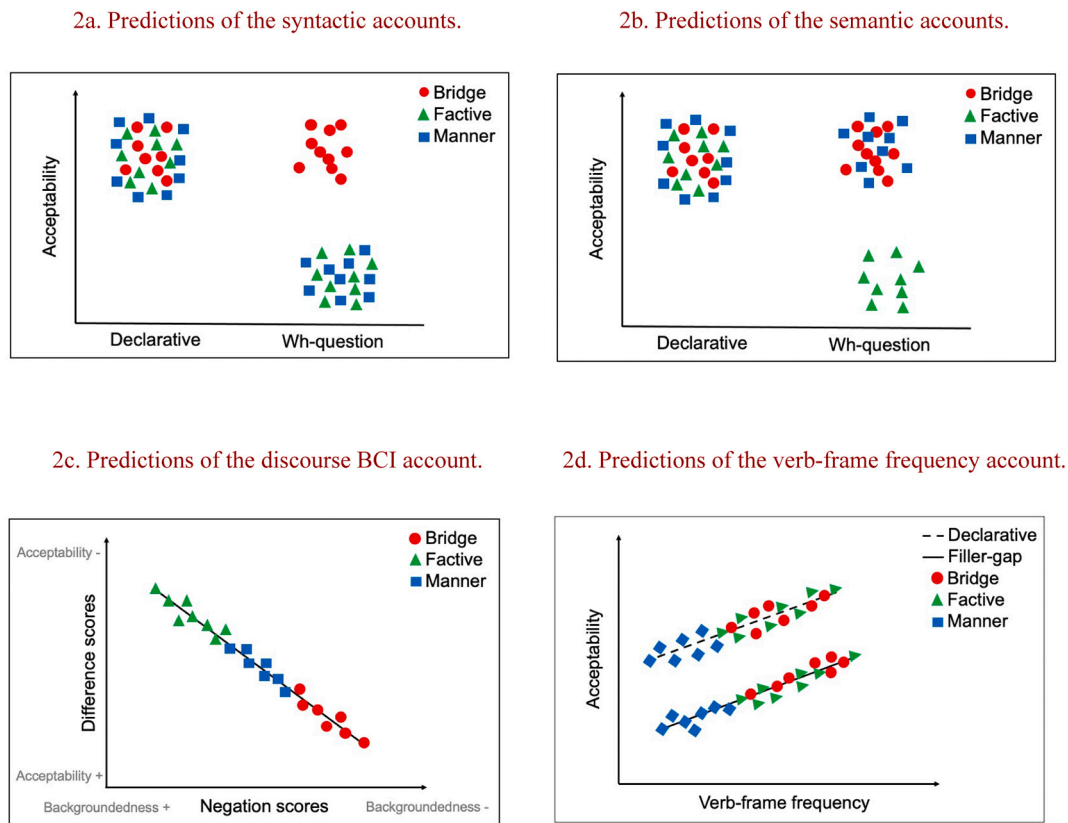 2a. Predictions of the syntactic accounts.
2b. Predictions of the semantic accounts.
Bridge
Factive
Manner
Acceptability
Declarative
Wh-question
Bridge
Factive
Manner
Acceptability
Declarative
Wh-question
2c. Predictions of the discourse BCI account.
2d. Predictions of the verb-frame frequency account.
Bridge
Factive
Manner
Acceptability -
Difference scores
Acceptability +
Backgroundedness +
Negation scores
Backgroundedness -
Declarative
Filler-gap
Bridge
Factive
Manner
Acceptability
Verb-frame frequency